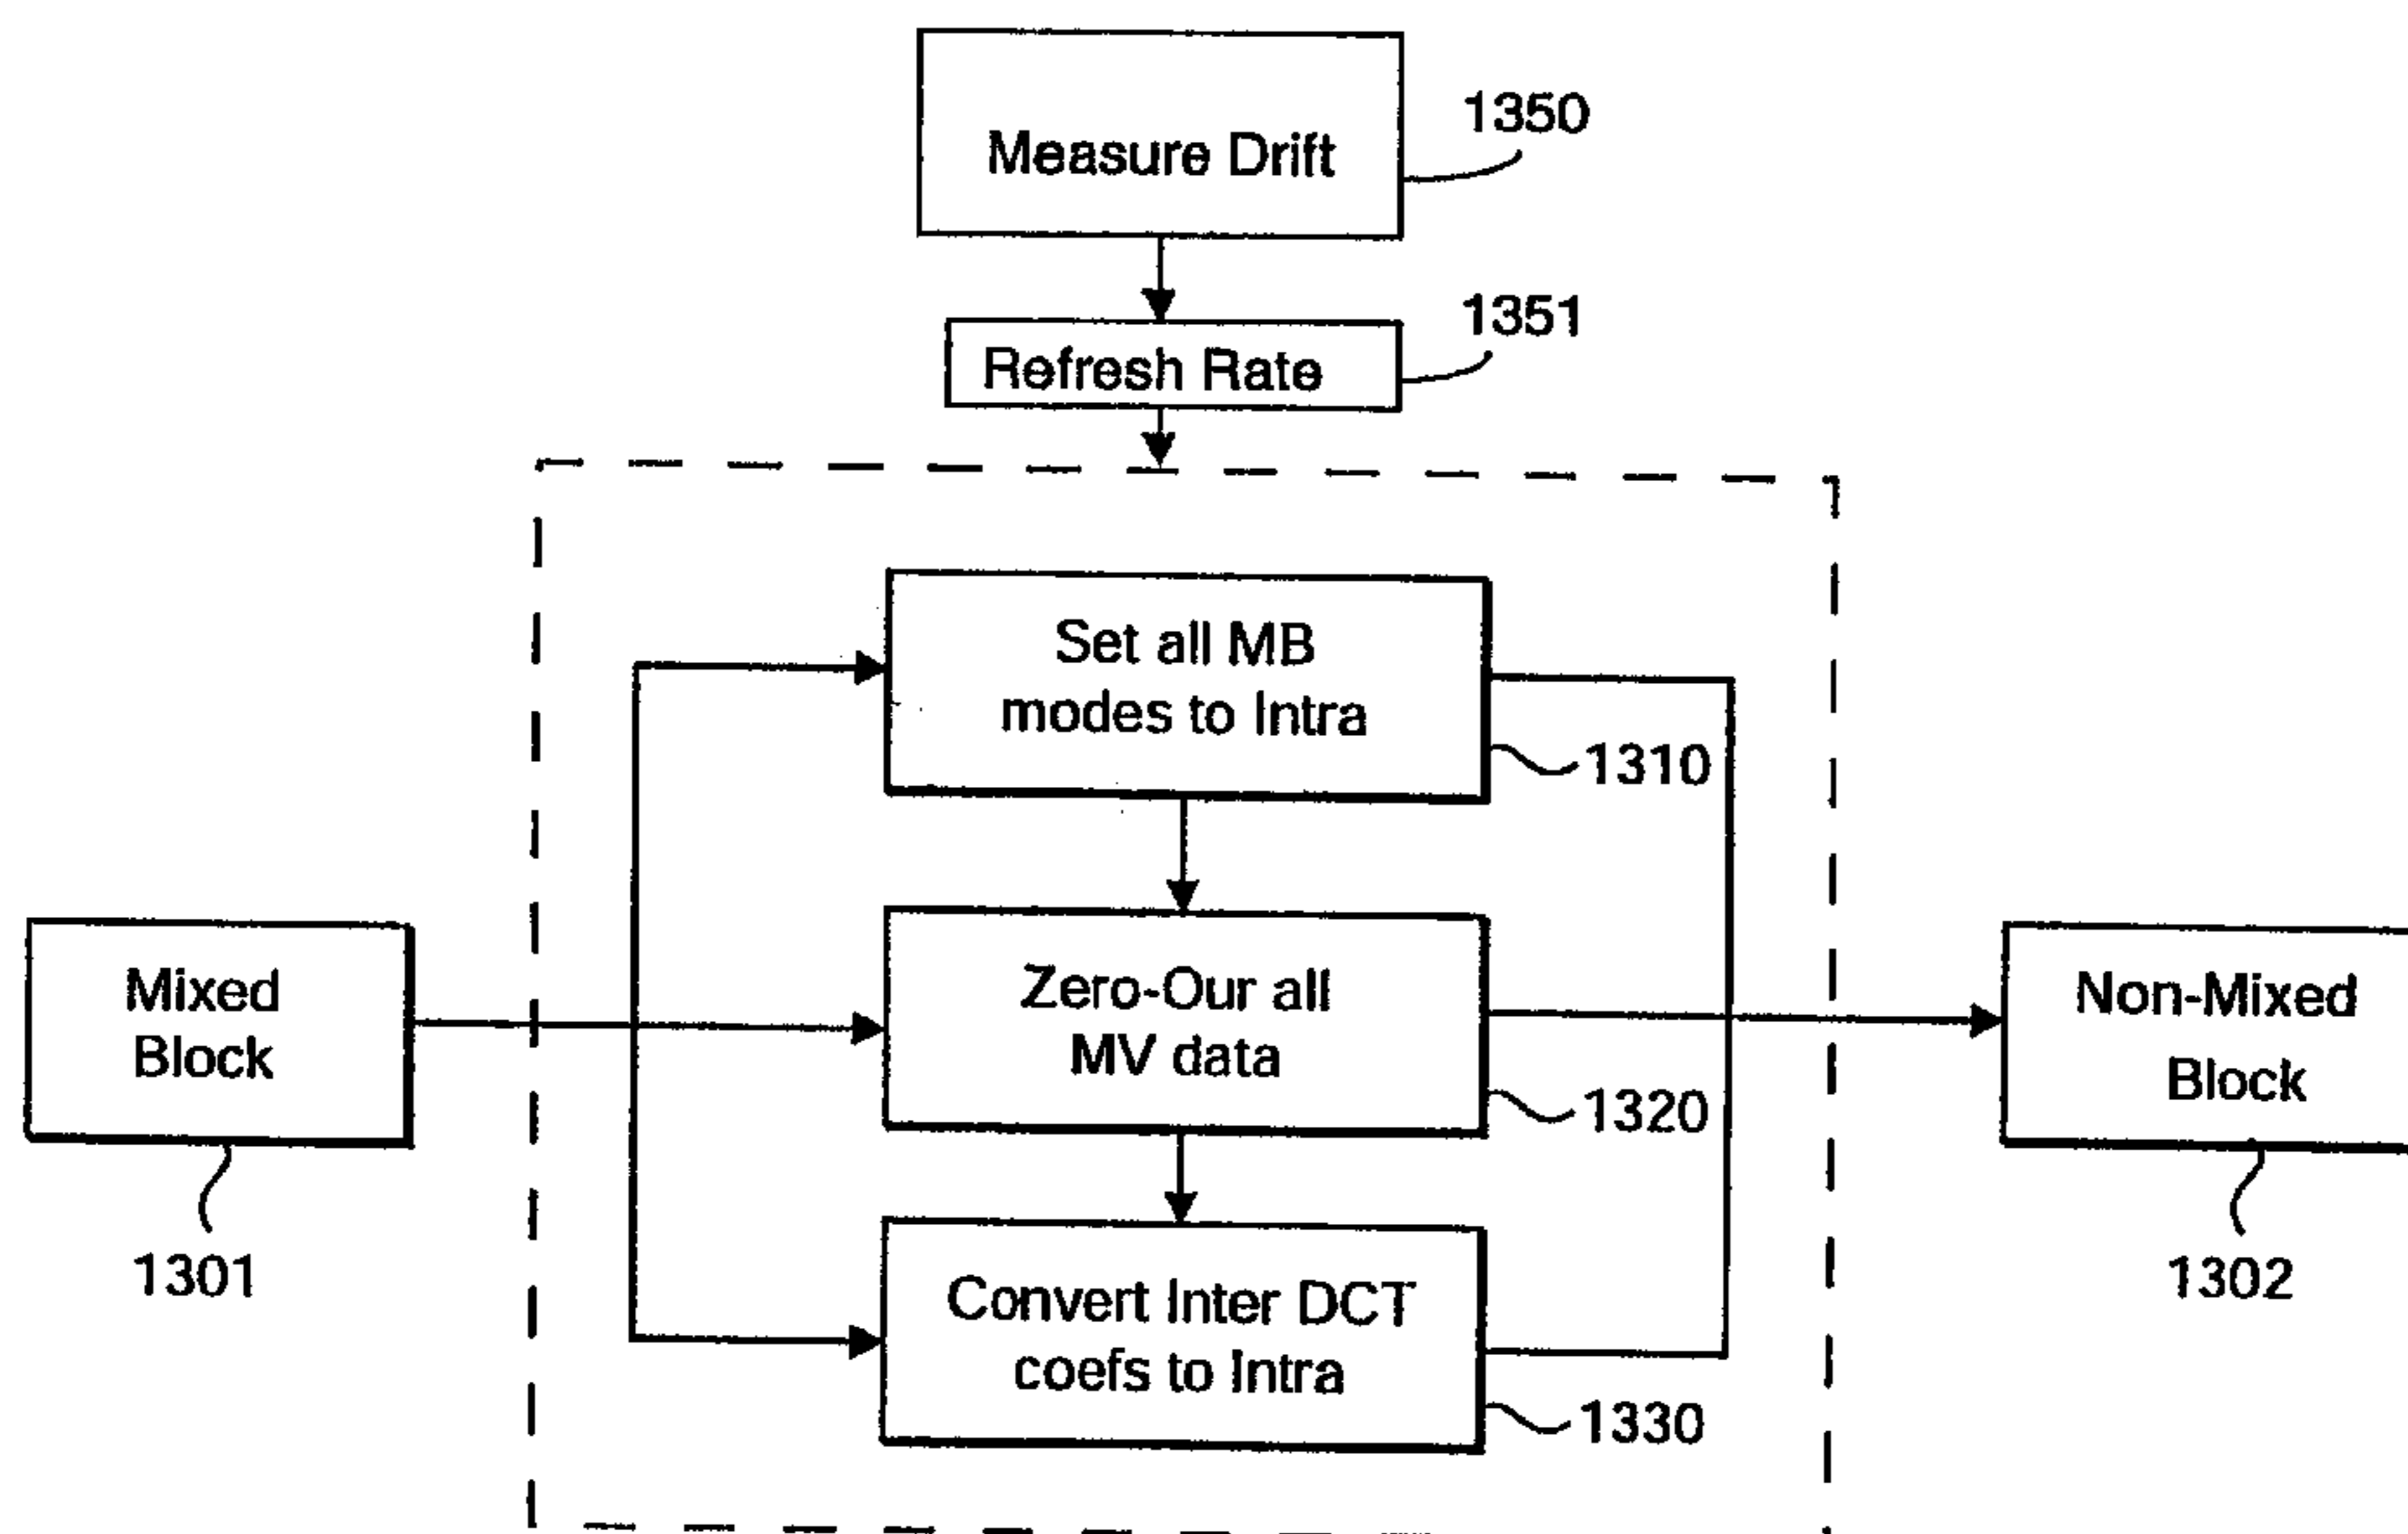 Measure Drift
1350
Refresh Rate
1351
Set all MB
modes to Intra
1310
Mixed
Block
1301
Zero-Our all
MV data
1320
Non-Mixed
Block
1302
Convert Inter DCT
coefs to Intra
1330